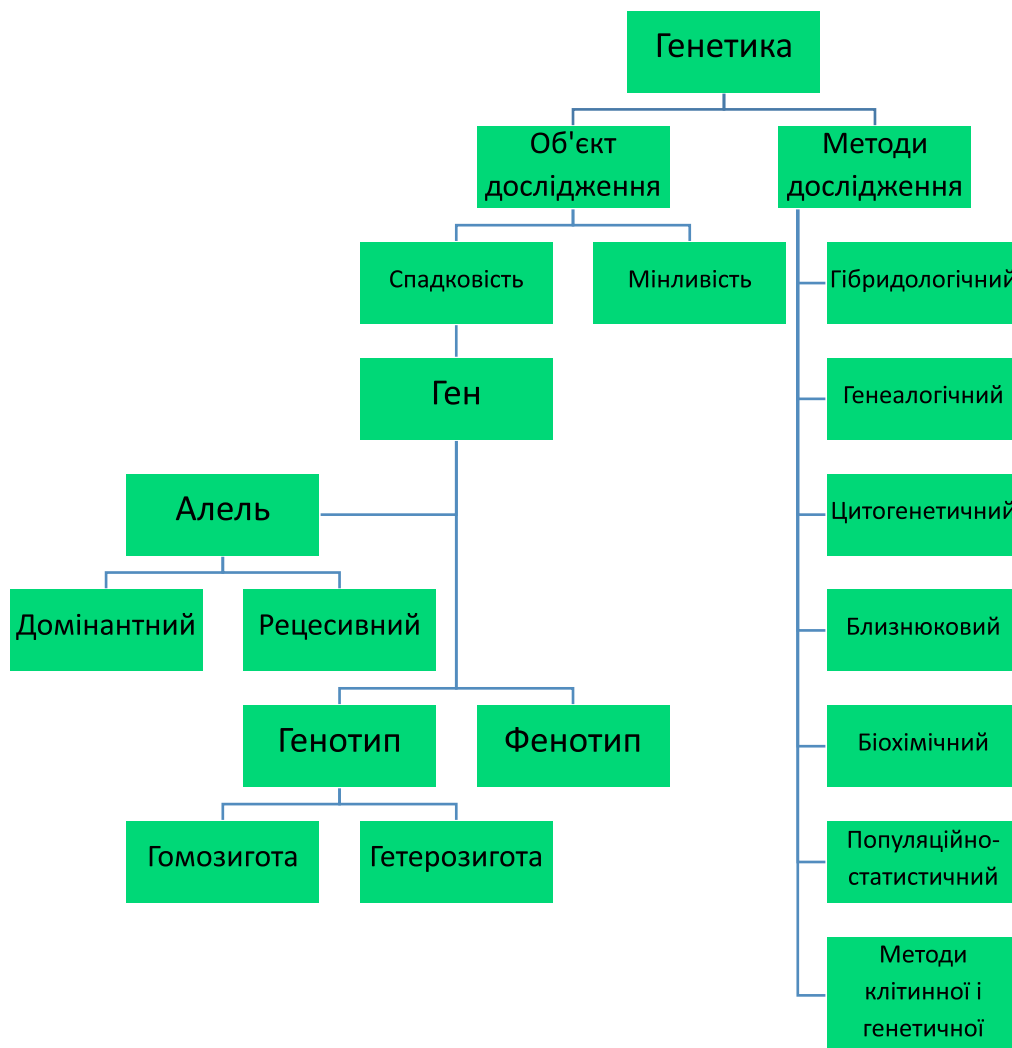 Генетика
Об'єкт
дослідження
Методи
дослідження
Спадковість
Мінливість
Гібридологічний
Ген
Генеалогічний
Алель
Цитогенетичний
Домінантний
Рецесивний
Близнюковий
Генотип
Фенотип
Біохімічний
Гомозигота
Гетерозигота
Популяційно-
статистичний
Методи
клітинної і
генетичної